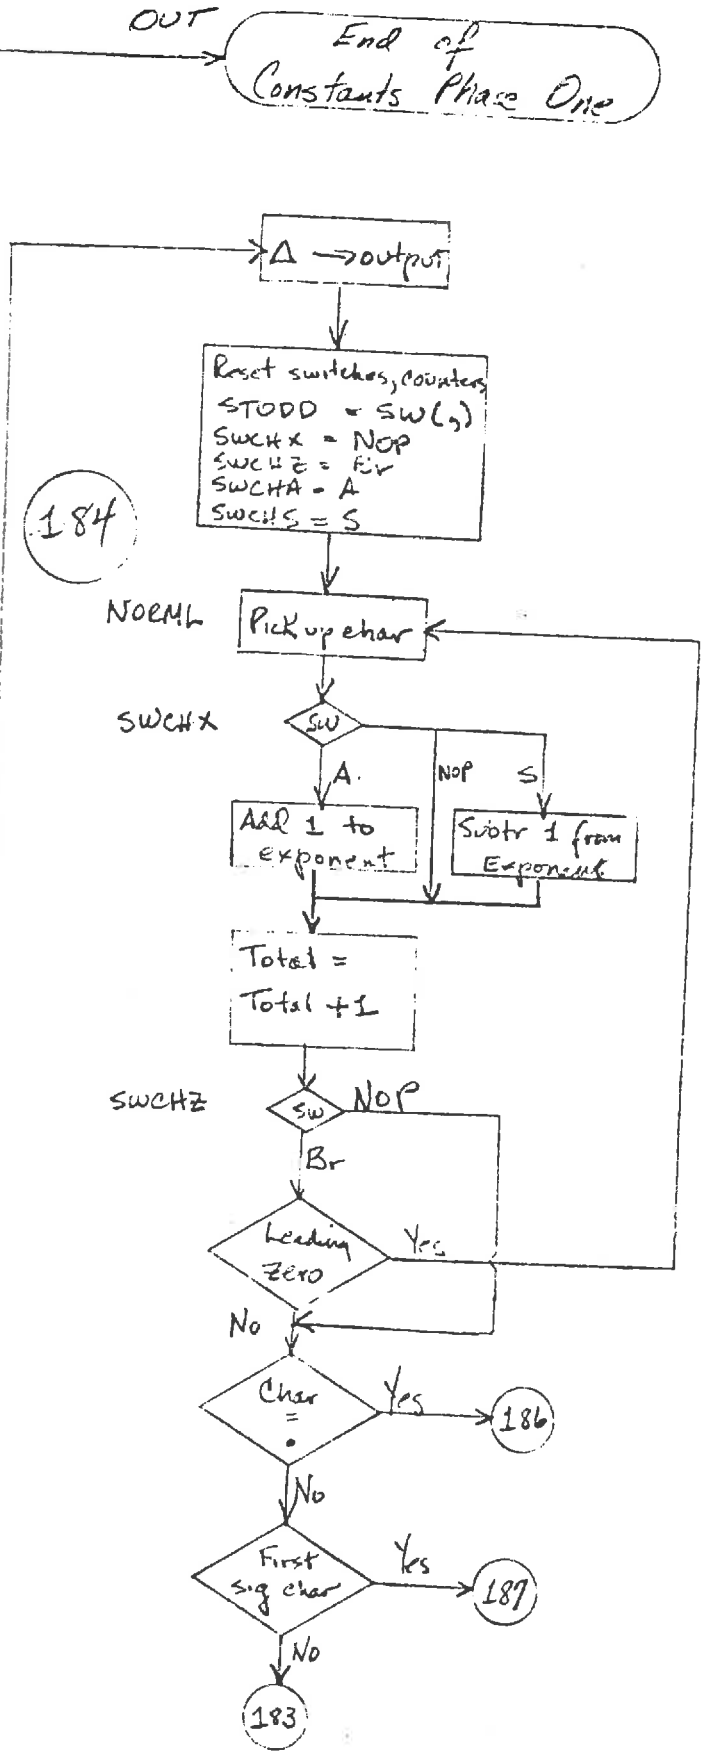 OUT
End of
Constants Phase One
Δ → output
Reset switches, counters
STODD = SW(,)
SWCHX = NOP
SWCHZ = Br
SWCHA = A
SWCHS = S
184
NORML
Pick up char
SWCHX
SW
A.
NOP
S
Add 1 to
exponent
Subtr 1 from
Exponent
Total =
Total +1
SWCHZ
SW
NOP
Br
Leading
Zero
Yes
No
Char
=
.
Yes
186
No
First
sig char
Yes
187
No
183